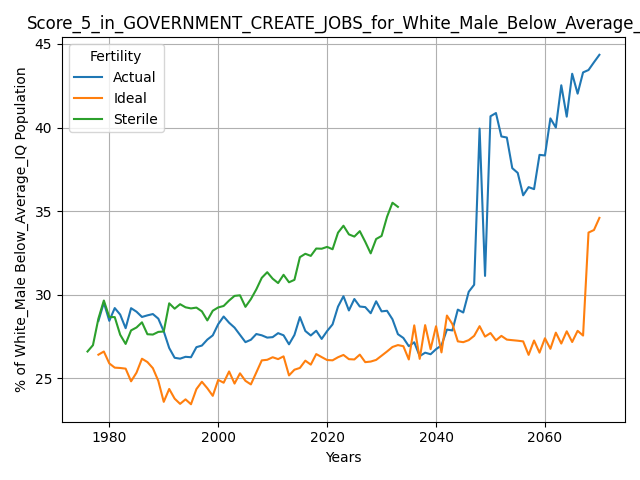 Score_5_in_GOVERNMENT_CREATE_JOBS_for_White_Male_Below_Average_
45
40
35
30
25
% of White_Male Below_Average_IQ Population
Fertility
Actual
Ideal
Sterile
1980
2000
2020
2040
2060
Years